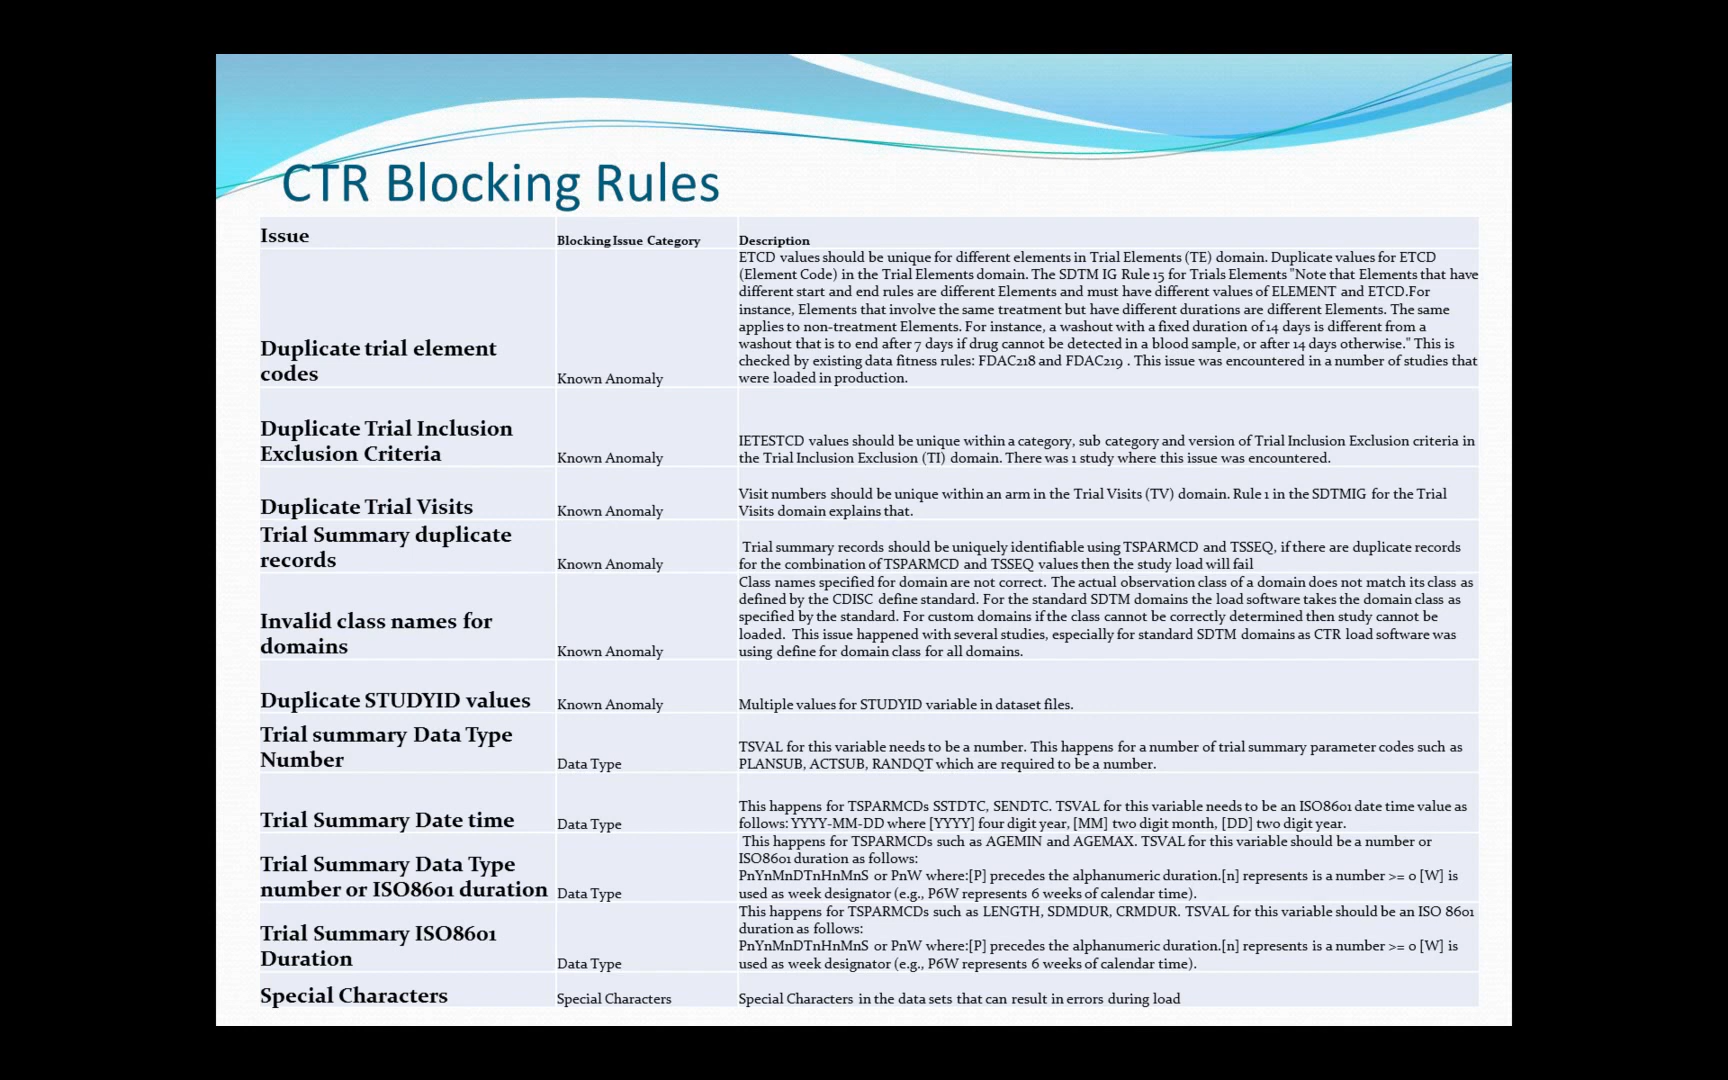 CTR Blocking Rules
Issue
Blocking Issue Category
Description
Duplicate trial element
codes
Known Anomaly
ETCD values should be unique for different elements in Trial Elements (TE) domain. Duplicate values for ETCD
(Element Code) in the Trial Elements domain. The SDTM IG Rule 15 for Trials Elements "Note that Elements that have
different start and end rules are different Elements and must have different values of ELEMENT and ETCD.For
instance, Elements that involve the same treatment but have different durations are different Elements. The same
applies to non-treatment Elements. For instance, a washout with a fixed duration of 14 days is different from a
washout that is to end after 7 days if drug cannot be detected in a blood sample, or after 14 days otherwise." This is
checked by existing data fitness rules: FDAC218 and FDAC219 . This issue was encountered in a number of studies that
were loaded in production.
Duplicate Trial Inclusion
Exclusion Criteria
Known Anomaly
IETESTCD values should be unique within a category, sub category and version of Trial Inclusion Exclusion criteria in
the Trial Inclusion Exclusion (TI) domain. There was 1 study where this issue was encountered.
Duplicate Trial Visits
Known Anomaly
Visit numbers should be unique within an arm in the Trial Visits (TV) domain. Rule 1 in the SDTMIG for the Trial
Visits domain explains that.
Trial Summary duplicate
records
Known Anomaly
Trial summary records should be uniquely identifiable using TSPARMCD and TSSEQ, if there are duplicate records
for the combination of TSPARMCD and TSSEQ values then the study load will fail
Invalid class names for
domains
Known Anomaly
Class names specified for domain are not correct. The actual observation class of a domain does not match its class as
defined by the CDISC define standard. For the standard SDTM domains the load software takes the domain class as
specified by the standard. For custom domains if the class cannot be correctly determined then study cannot be
loaded. This issue happened with several studies, especially for standard SDTM domains as CTR load software was
using define for domain class for all domains.
Duplicate STUDYID values
Known Anomaly
Multiple values for STUDYID variable in dataset files.
Trial summary Data Type
Number
Data Type
TSVAL for this variable needs to be a number. This happens for a number of trial summary parameter codes such as
PLANSUB, ACTSUB, RANDQT which are required to be a number.
Trial Summary Date time
Data Type
This happens for TSPARMCDs SSTDTC, SENDTC. TSVAL for this variable needs to be an ISO8601 date time value as
follows: YYYY-MM-DD where [YYYY] four digit year, [MM] two digit month, [DD] two digit year.
Trial Summary Data Type
number or ISO8601 duration
Data Type
This happens for TSPARMCDs such as AGEMIN and AGEMAX. TSVAL for this variable should be a number or
ISO8601 duration as follows:
PnYnMnDTnHnMnS or PnW where:[P] precedes the alphanumeric duration.[n] represents is a number >= 0 [W] is
used as week designator (e.g., P6W represents 6 weeks of calendar time).
Trial Summary ISO8601
Duration
Data Type
This happens for TSPARMCDs such as LENGTH, SDMDUR, CRMDUR. TSVAL for this variable should be an ISO 8601
duration as follows:
PnYnMnDTnHnMnS or PnW where:[P] precedes the alphanumeric duration.[n] represents is a number >= 0 [W] is
used as week designator (e.g., P6W represents 6 weeks of calendar time).
Special Characters
Special Characters
Special Characters in the data sets that can result in errors during load